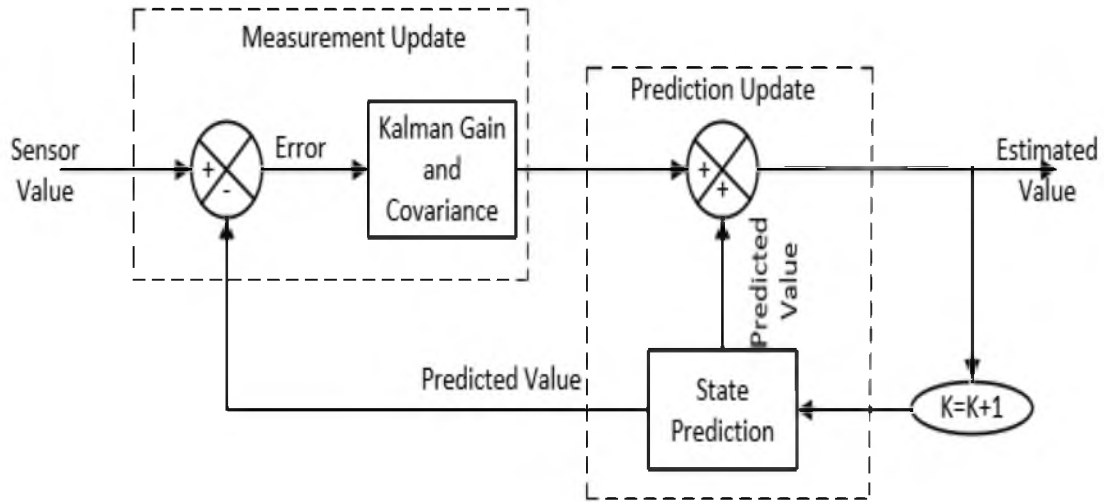 Measurement Update
Prediction Update
Sensor
Value
+
-
Error
Kalman Gain
and
Covariance
+
+
Estimated
Value
Predicted
Value
Predicted Value
State
Prediction
K=K+1